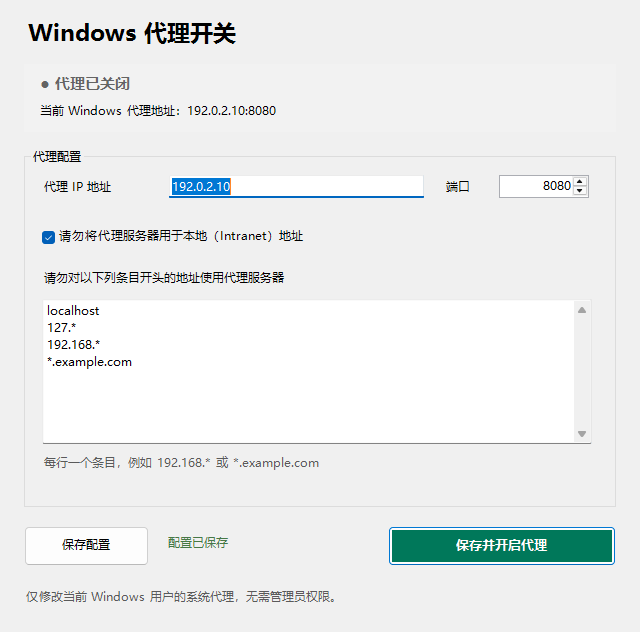 Windows 代理开关
● 代理已关闭
当前 Windows 代理地址：192.0.2.10:8080
代理配置
代理 IP 地址 192.0.2.10 端口 8080
请勿将代理服务器用于本地（Intranet）地址
请勿对以下列条目开头的地址使用代理服务器
localhost
127.*
192.168.*
*.example.com
每行一个条目，例如 192.168.* 或 *.example.com
保存配置 配置已保存 保存并开启代理
仅修改当前 Windows 用户的系统代理，无需管理员权限。